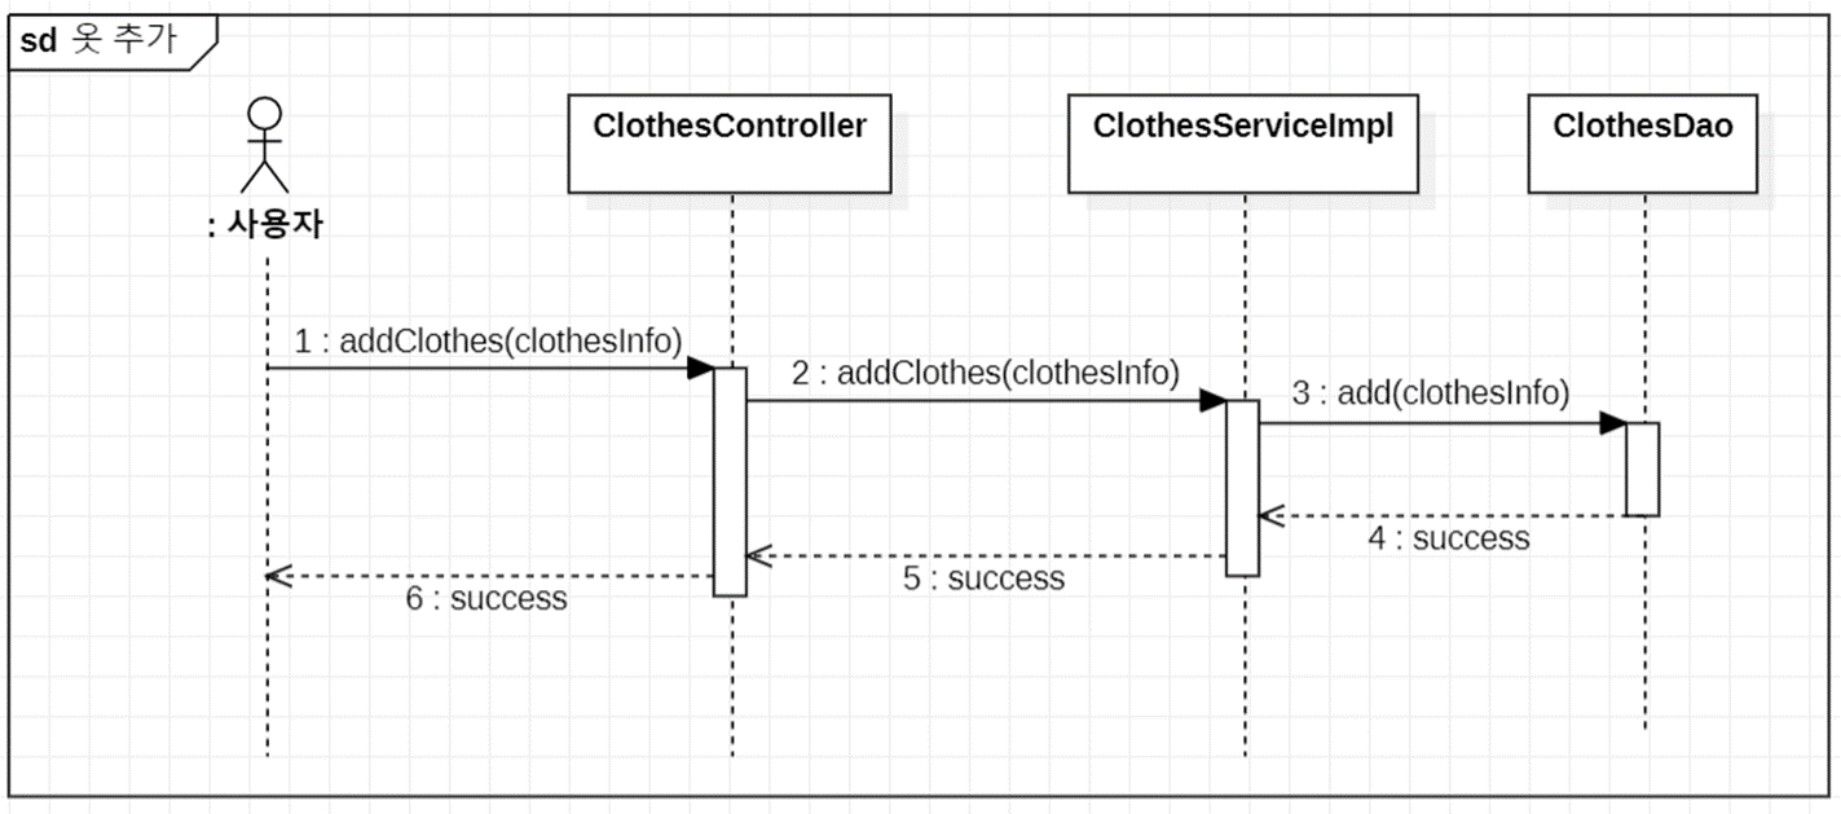 sd 옷 추가
: 사용자
ClothesController
ClothesServiceImpl
ClothesDao
1 : addClothes(clothesInfo)
2 : addClothes(clothesInfo)
3 : add(clothesInfo)
4 : success
5 : success
6 : success